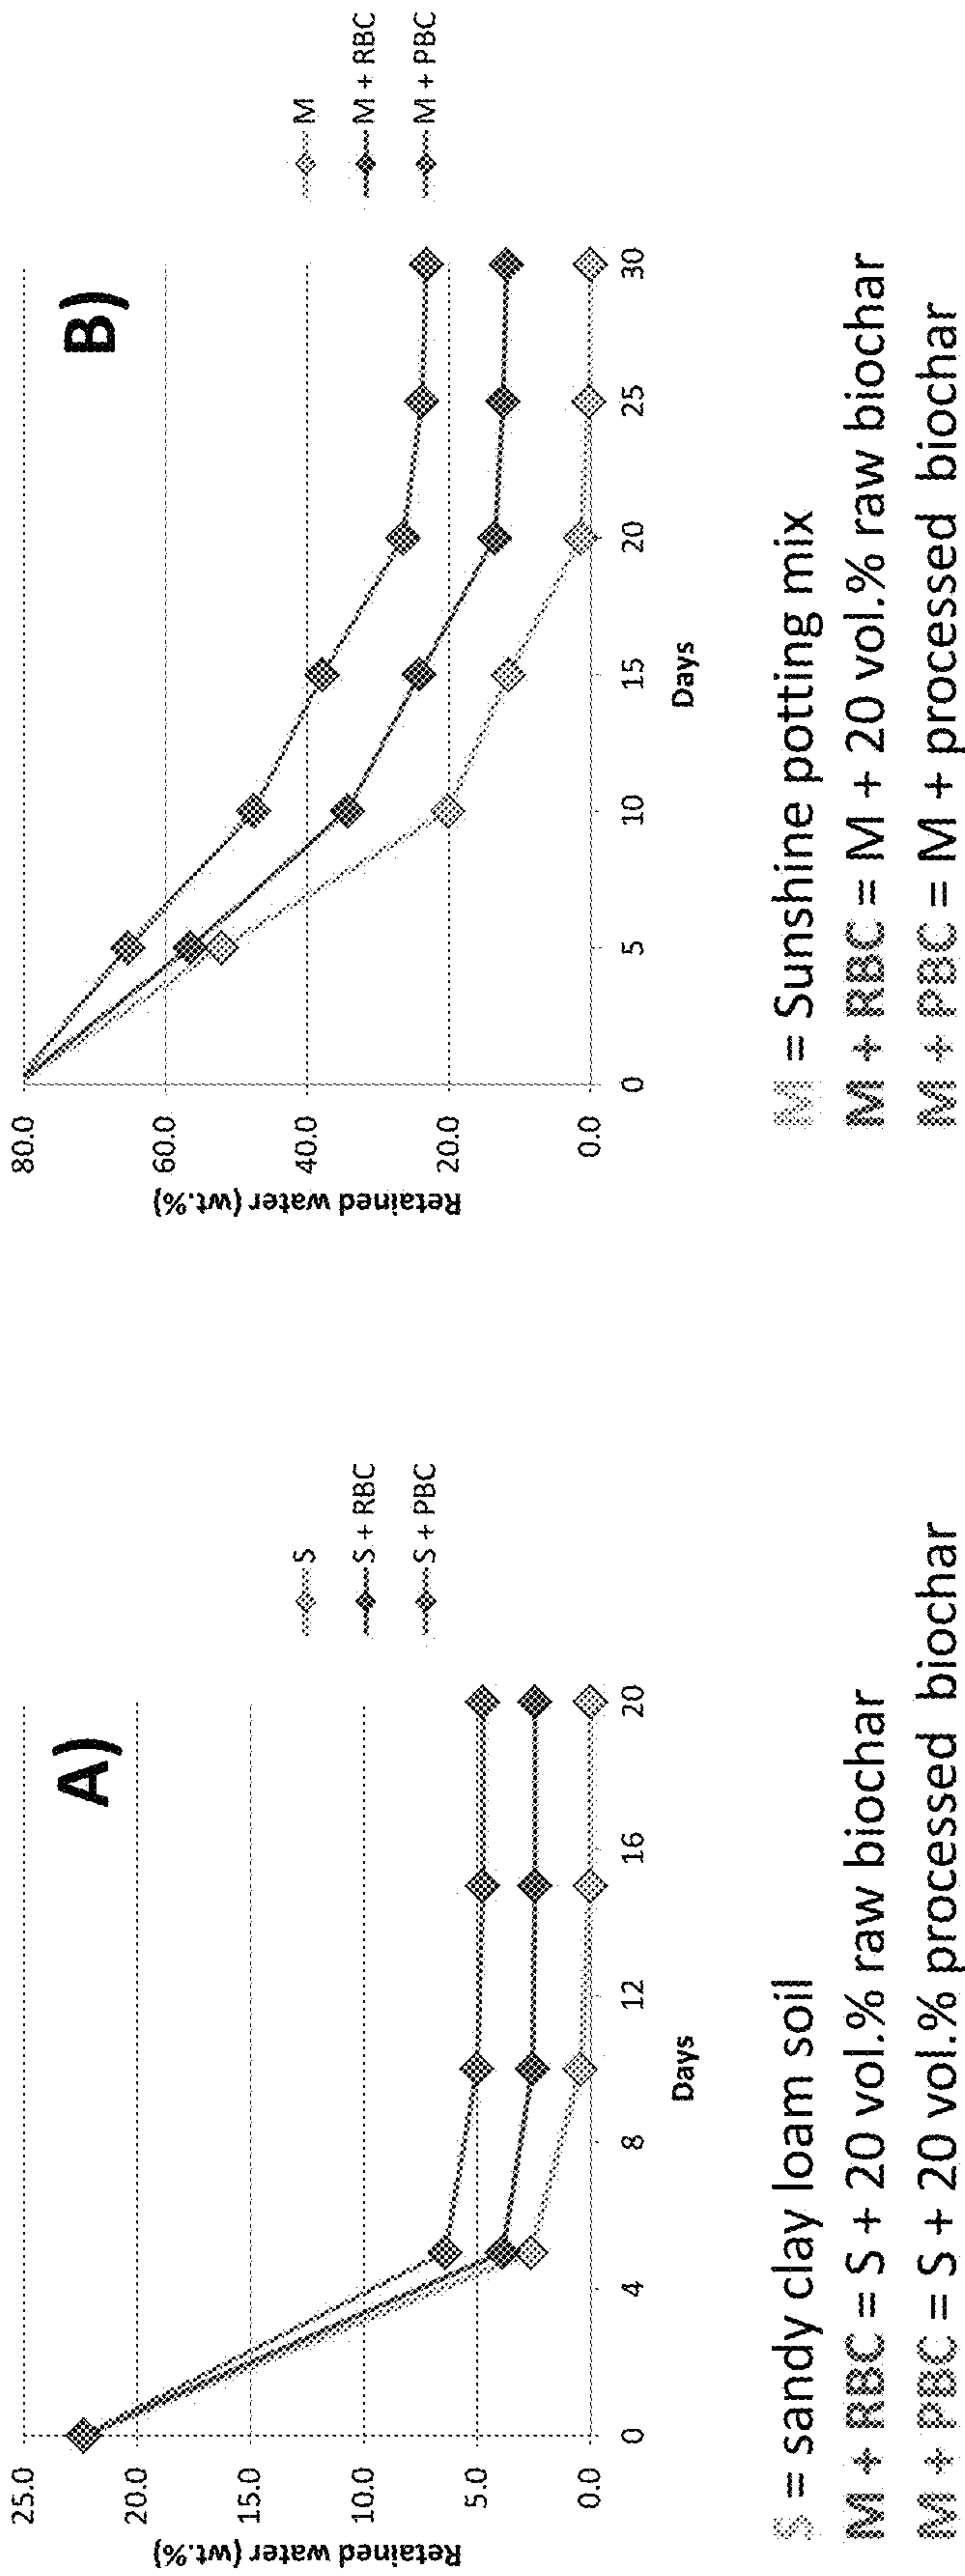 A)
Retained water (wt.%)
25.0
20.0
15.0
10.0
5.0
0.0
0 4 8 12 16 20
Days
S
S + RBC
S + PBC
S = sandy clay loam soil
M + RBC = S + 20 vol.% raw biochar
M + PBC = S + 20 vol.% processed biochar
B)
Retained water (wt.%)
80.0
60.0
40.0
20.0
0.0
0 5 10 15 20 25 30
Days
M
M + RBC
M + PBC
M = Sunshine potting mix
M + RBC = M + 20 vol.% raw biochar
M + PBC = M + processed biochar